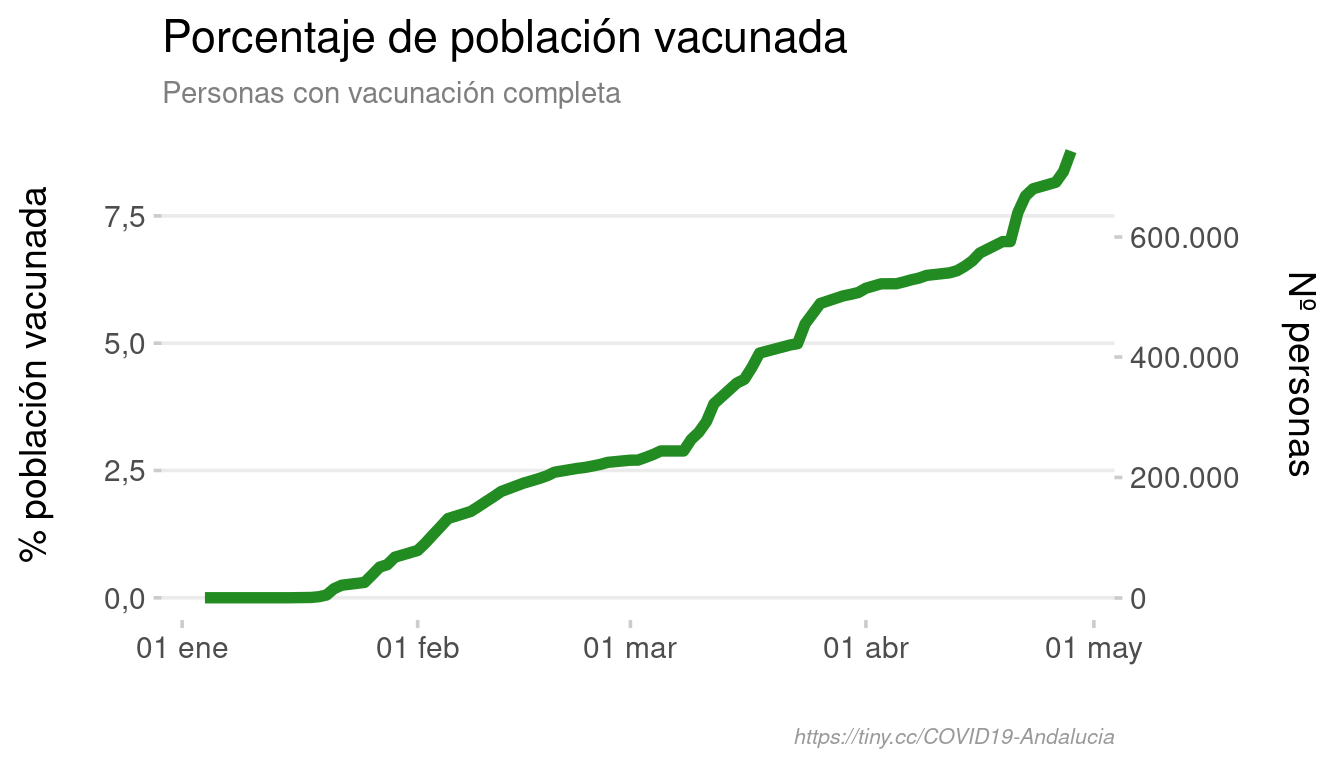 Porcentaje de población vacunada
Personas con vacunación completa
% población vacunada
7,5
5,0
2,5
0,0
600.000
400.000
200.000
0
Nº personas
01 ene
01 feb
01 mar
01 abr
01 may
https://tiny.cc/COVID19-Andalucia